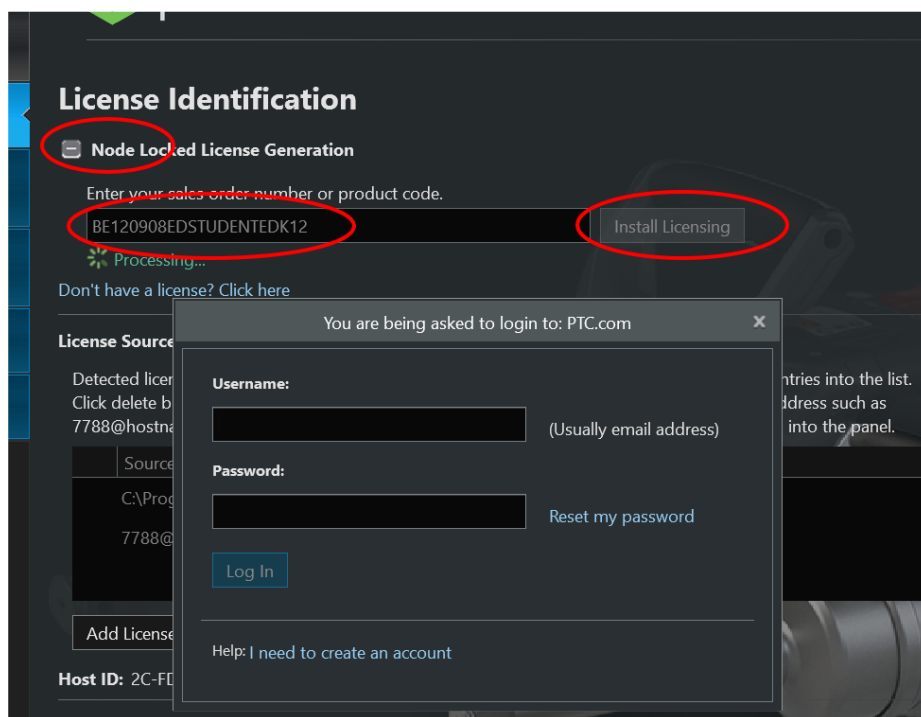 License Identification
Node Locked License Generation
Enter your sales order number or product code.
BE120908EDSTUDENTEDK12
Install Licensing
Processing...
Don't have a license? Click here
You are being asked to login to: PTC.com
x
License Source
Username:
Detected licer
ntries into the list.
Click delete b
ddress such as
7788@hostna
into the panel.
(Usually email address)
Password:
Source
C:\Prog
Reset my password
7788@
Log In
Add License
Help: I need to create an account
Host ID: 2C-FD